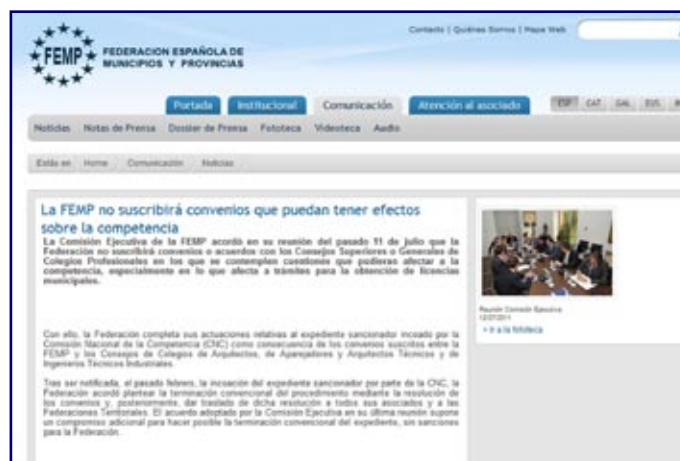 Contacto | Quiénes Somos | Mapa Web
FEMP
FEDERACION ESPAÑOLA DE
MUNICIPIOS Y PROVINCIAS
Portada Institucional Comunicación Atención al asociado ESP CAT GAL EUS
Noticias Notas de Prensa Dossier de Prensa Fototeca Videoteca Audio
Estás en Home Comunicación Noticias
La FEMP no suscribirá convenios que puedan tener efectos
sobre la competencia
La Comisión Ejecutiva de la FEMP acordó en su reunión del pasado 11 de julio que la
Federación no suscribirá convenios o acuerdos con los Consejos Superiores o Generales de
Colegios Profesionales en los que se contemplen cuestiones que pudieran afectar a la
competencia, especialmente en lo que afecta a trámites para la obtención de licencias
municipales.
Reunión Comisión Ejecutiva
12/07/2011
» Ir a la fototeca
Con ello, la Federación completa sus actuaciones relativas al expediente sancionador incoado por la
Comisión Nacional de la Competencia (CNC) como consecuencia de los convenios suscritos entre la
FEMP y los Consejos de Colegios de Arquitectos, de Aparejadores y Arquitectos Técnicos y de
Ingenieros Técnicos Industriales.
Tras ser notificada, el pasado febrero, la incoación del expediente sancionador por parte de la CNC, la
Federación acordó plantear la terminación convencional del procedimiento mediante la resolución de
los convenios y, posteriormente, dar traslado de dicha resolución a todos sus asociados y a las
Federaciones Territoriales. El acuerdo adoptado por la Comisión Ejecutiva en su última reunión supone
un compromiso adicional para hacer posible la terminación convencional del expediente, sin sanciones
para la Federación.